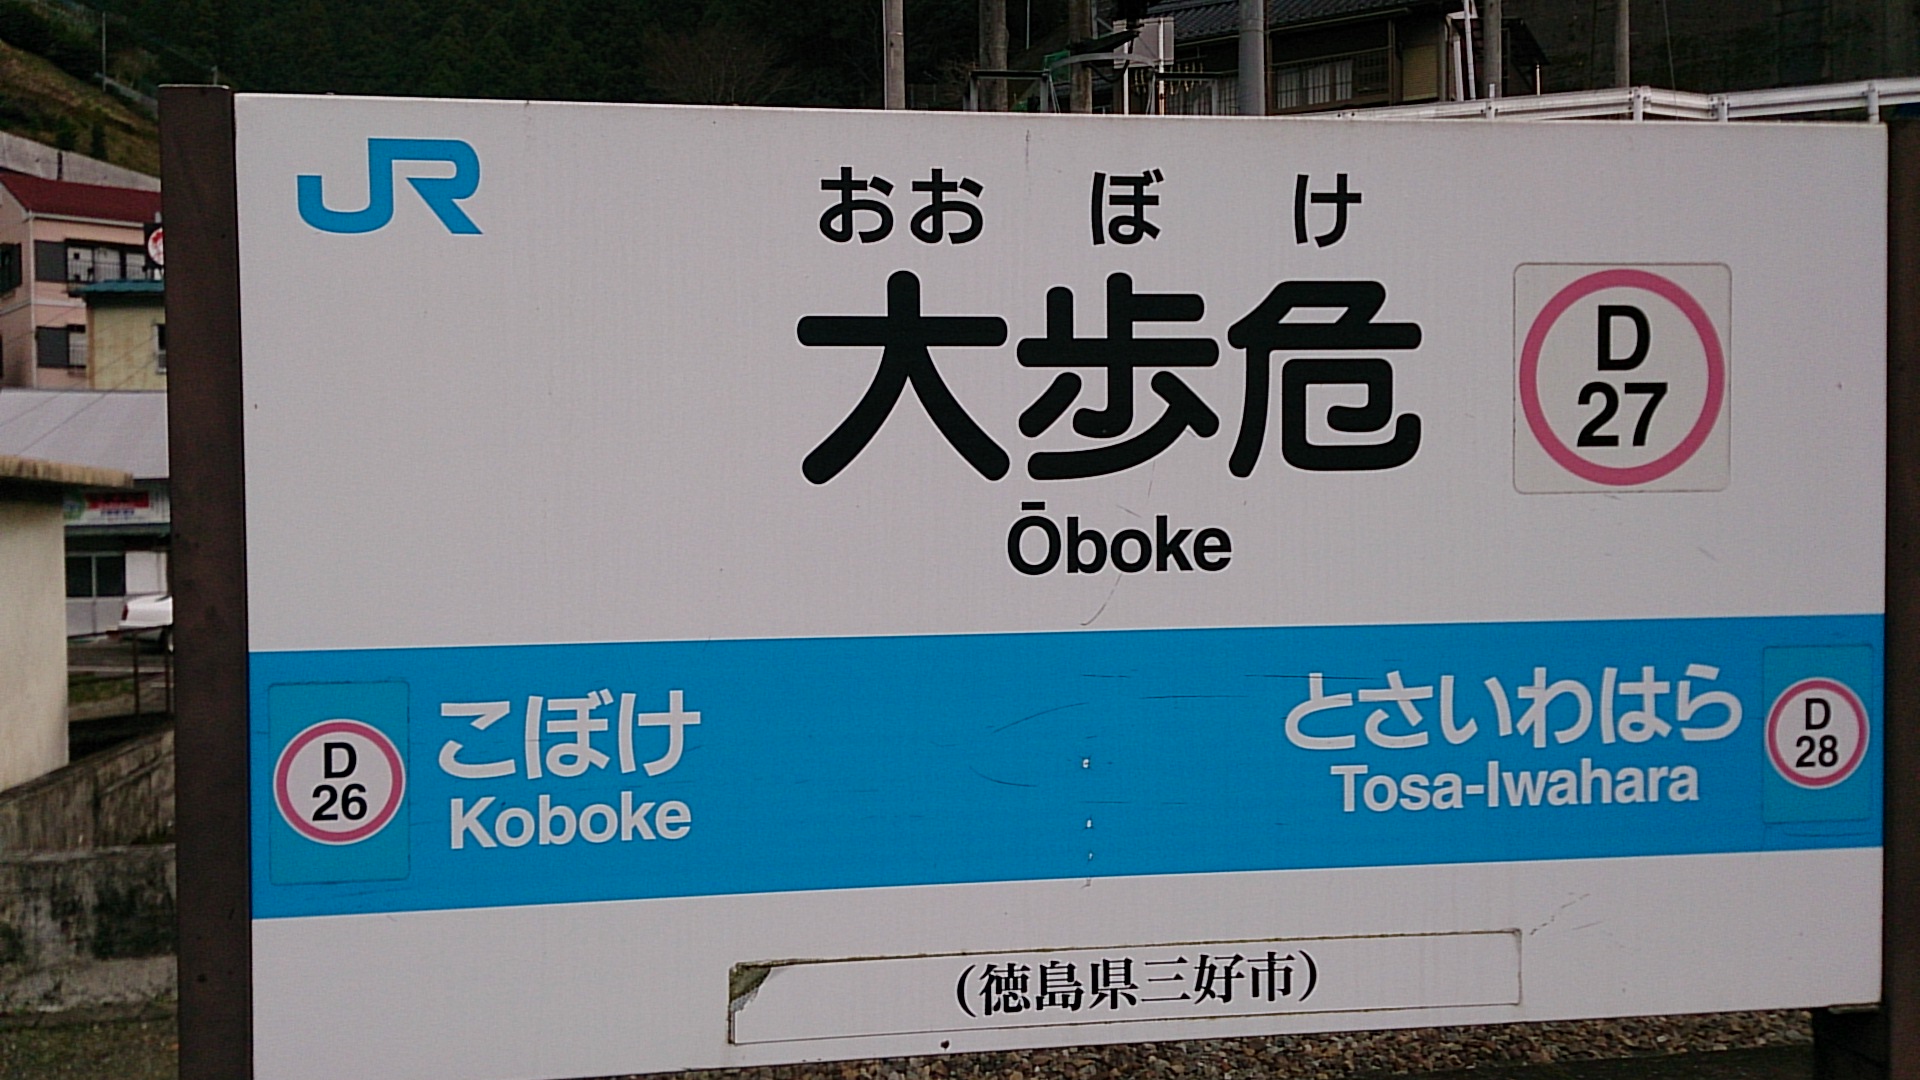 JR
おおぼけ
大歩危
Ōboke
D
27
D
26
こぼけ
Koboke
とさいわはら
Tosa-Iwahara
D
28
(徳島県三好市)